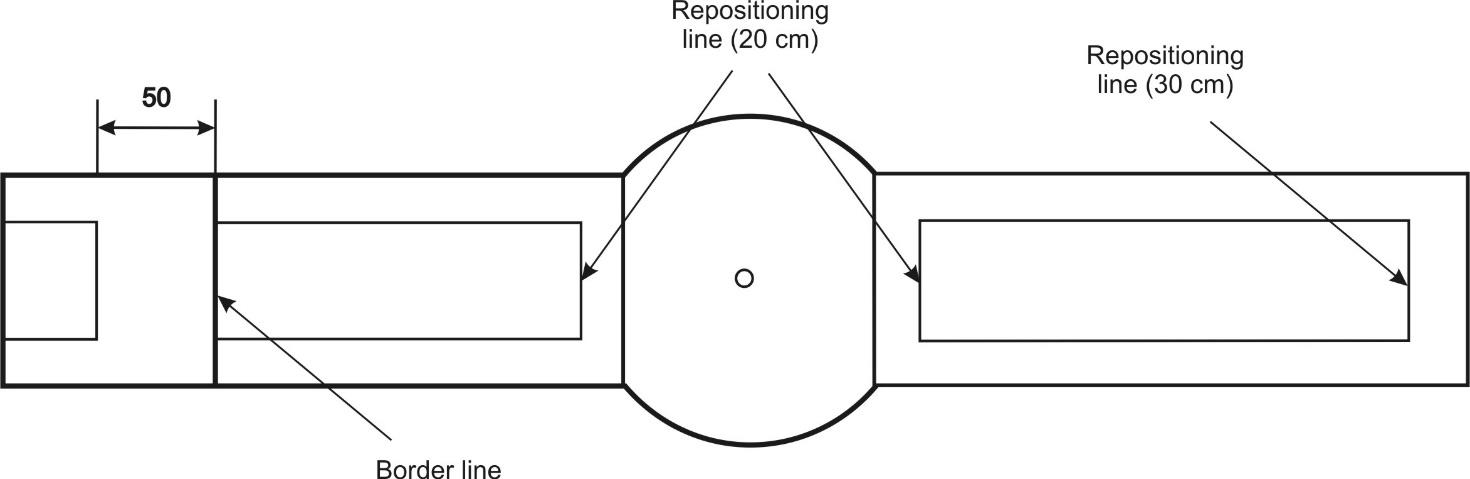 Repositioning
line (20 cm)
Repositioning
line (30 cm)
50
Border line